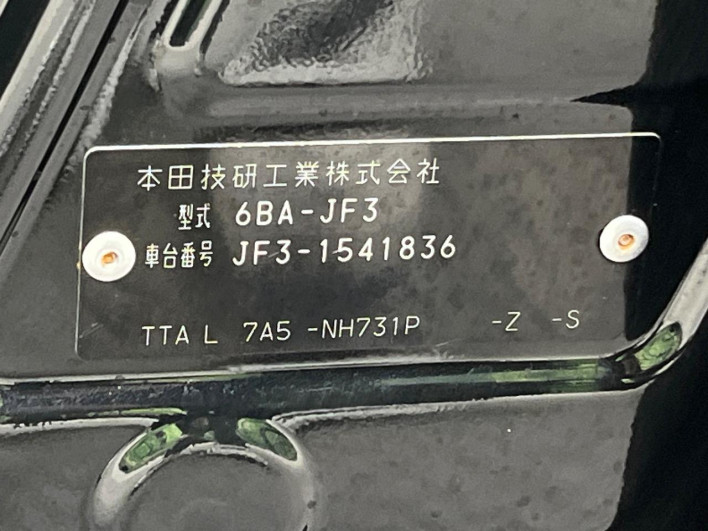 本田技研工業株式会社
型式 6BA-JF3
車台番号 JF3-1541836
TTA L 7A5 -NH731P -Z -S